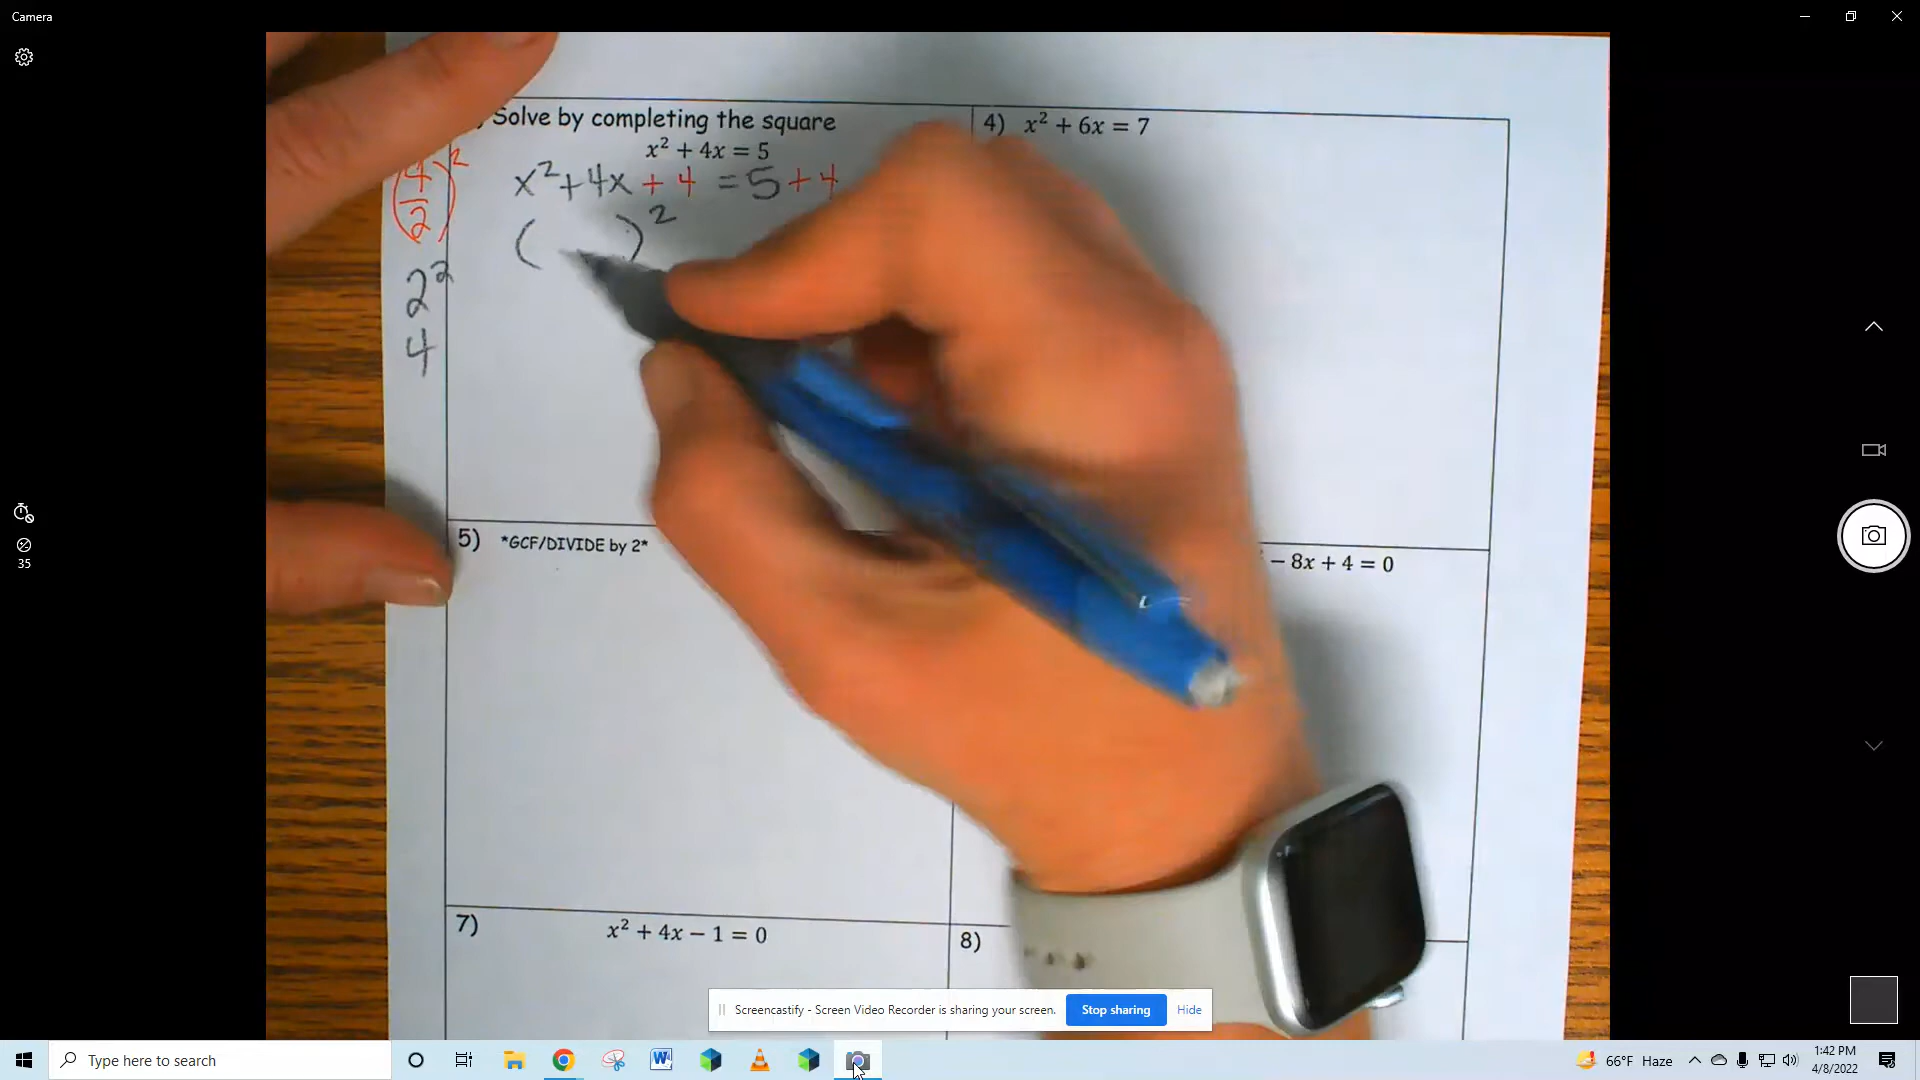 Camera
Solve by completing the square
x² + 4x = 5
x² + 4x + 4 = 5 + 4
( )²
(4/2)²
2²
4
4) x² + 6x = 7
5) *GCF/DIVIDE by 2*
− 8x + 4 = 0
7) x² + 4x − 1 = 0
8)
35
Screencastify - Screen Video Recorder is sharing your screen.
Stop sharing
Hide
Type here to search
66°F Haze
1:42 PM
4/8/2022